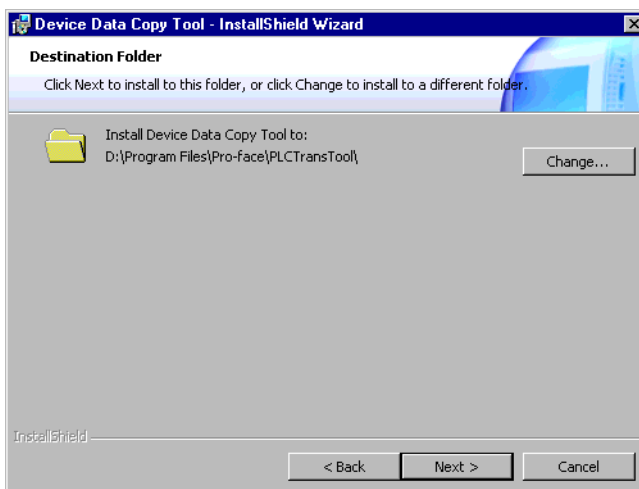 Device Data Copy Tool - InstallShield Wizard
Destination Folder
Click Next to install to this folder, or click Change to install to a different folder.
Install Device Data Copy Tool to:
D:\Program Files\Pro-face\PLCTransTool\
Change...
InstallShield
< Back
Next >
Cancel